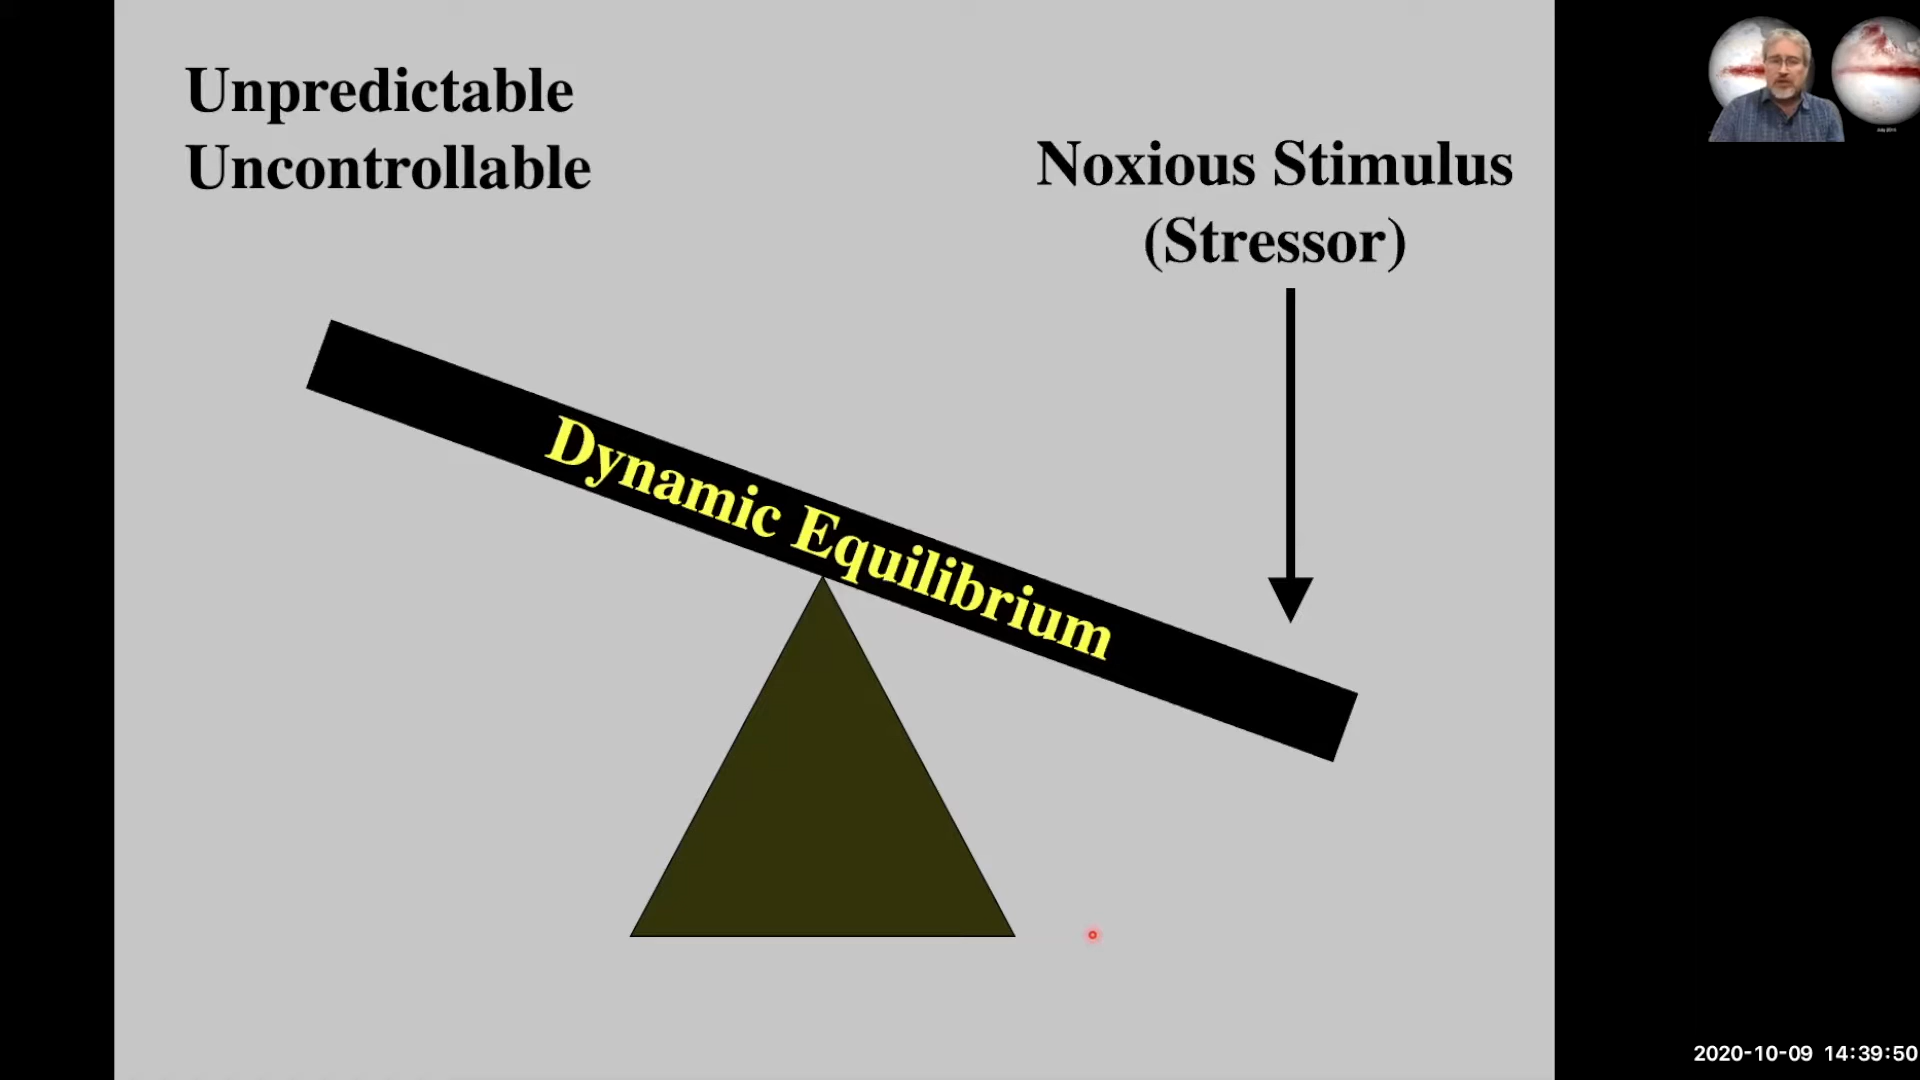 Unpredictable
Uncontrollable
Noxious Stimulus
(Stressor)
Dynamic Equilibrium
2020-10-09 14:39:50